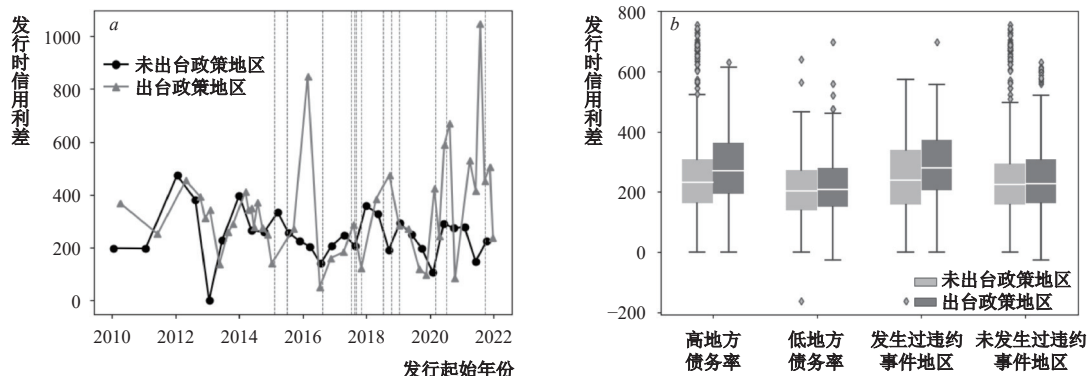 发行时信用利差
a
未出台政策地区
出台政策地区
1000
800
600
400
200
0
2010 2012 2014 2016 2018 2020 2022
发行起始年份
发行时信用利差
b
800
600
400
200
0
−200
未出台政策地区
出台政策地区
高地方 低地方 发生过违约 未发生过违约
债务率 债务率 事件地区 事件地区